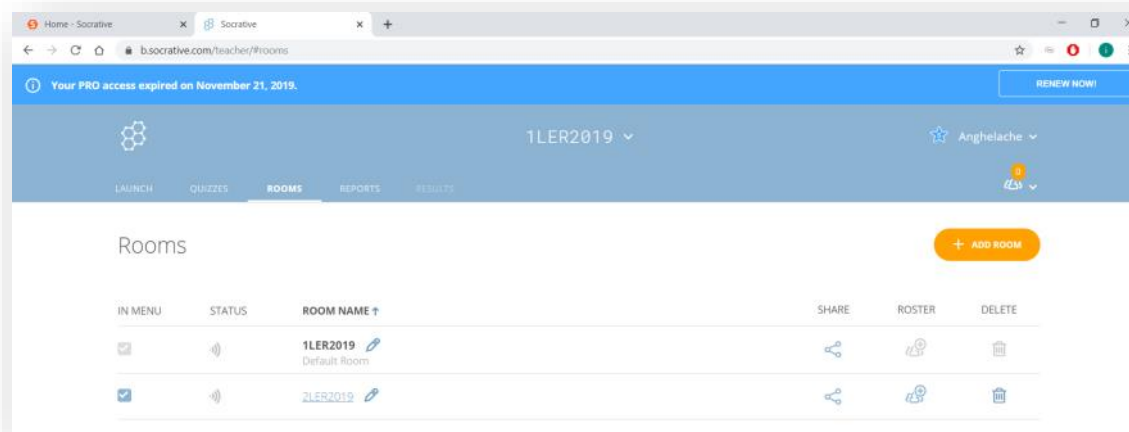 Home - Socrative
Socrative
b.socrative.com/teacher/#rooms
Your PRO access expired on November 21, 2019.
RENEW NOW!
1LER2019
Anghelache
0
LAUNCH QUIZZES ROOMS REPORTS RESULTS
Rooms
+ ADD ROOM
IN MENU STATUS ROOM NAME SHARE ROSTER DELETE
1LER2019
Default Room
2LER2019